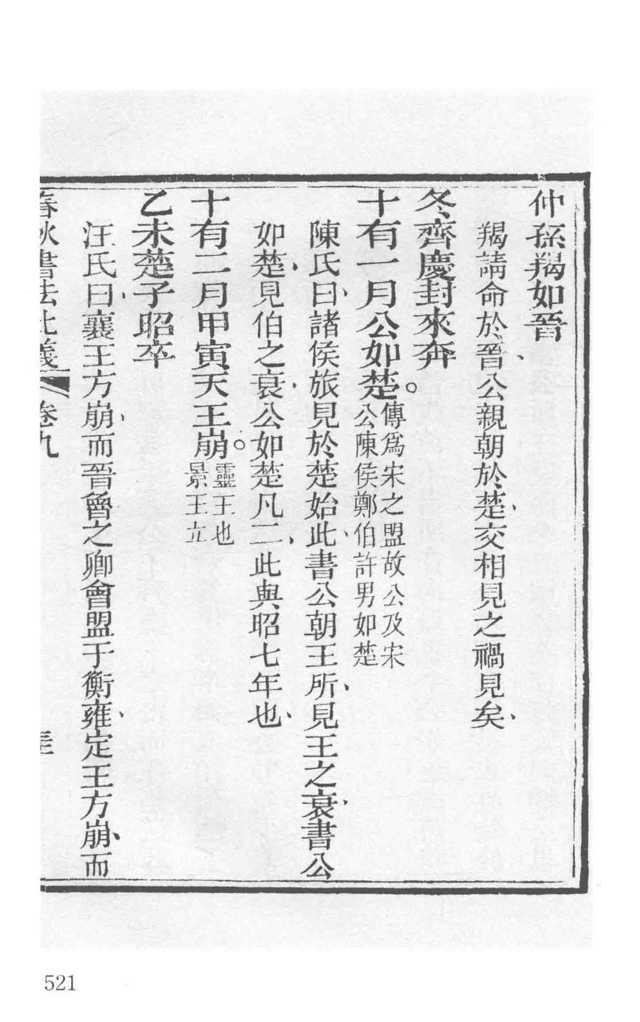 仲孫羯如晉
羯請命於晉公親朝於楚交相見之禍見矣
冬齊慶封來奔
十有一月公如楚。傳為宋之盟故公及宋
公陳侯鄭伯許男如楚
陳氏曰諸侯旅見於楚始此書公朝王所見王之衰書公
如楚見伯之衰公如楚凡二此與昭七年也
十有二月甲寅天王崩。靈王也
景王立
乙未楚子昭卒
汪氏曰襄王方崩而晉魯之卿會盟于衡雍定王方崩而
春秋書法比義 卷九
521